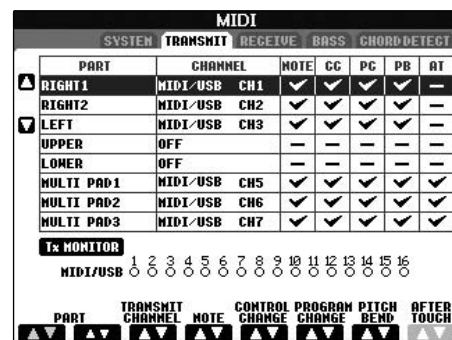 MIDI
SYSTEM TRANSMIT RECEIVE BASS CHORD DETECT
PART CHANNEL NOTE CC PC PB AT
RIGHT1 MIDI/USB CH1 ✓ ✓ ✓ ✓ –
RIGHT2 MIDI/USB CH2 ✓ ✓ ✓ ✓ –
LEFT MIDI/USB CH3 ✓ ✓ ✓ ✓ –
UPPER OFF – – – – –
LOWER OFF – – – – –
MULTI PAD1 MIDI/USB CH5 ✓ ✓ ✓ ✓ ✓
MULTI PAD2 MIDI/USB CH6 ✓ ✓ ✓ ✓ ✓
MULTI PAD3 MIDI/USB CH7 ✓ ✓ ✓ ✓ ✓
Tx MONITOR
1 2 3 4 5 6 7 8 9 10 11 12 13 14 15 16
MIDI/USB
PART TRANSMIT CHANNEL NOTE CONTROL CHANGE PROGRAM CHANGE PITCH BEND AFTER TOUCH